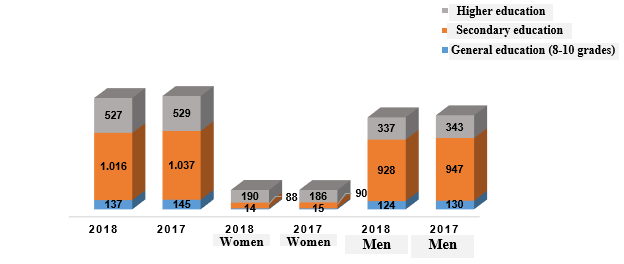 Higher education
Secondary education
General education (8-10 grades)
527 529 190 186 337 343
1.016 1.037 88 90 928 947
137 145 14 15 124 130
2018 2017 2018 2017 2018 2017
Women Women Men Men